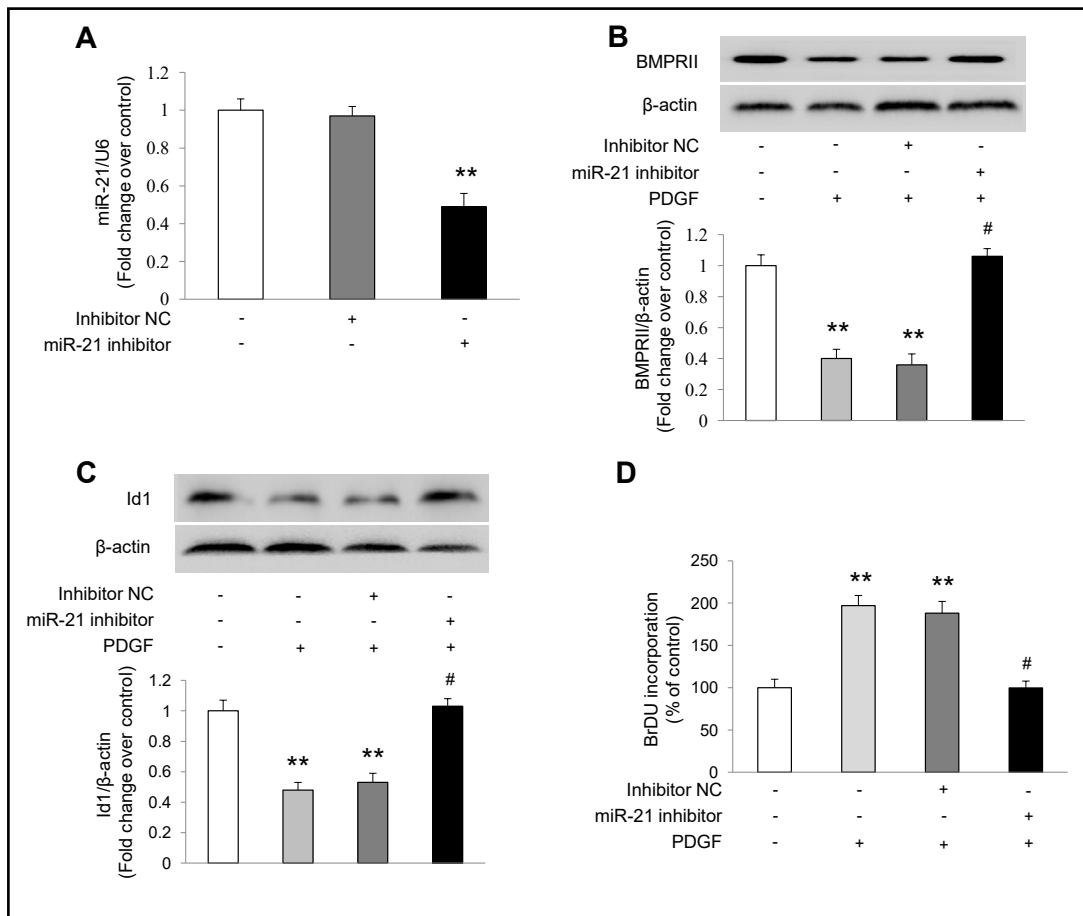 A
miR-21/U6
(Fold change over control)
1.2
1
0.8
0.6
0.4
0.2
0
**
Inhibitor NC - + -
miR-21 inhibitor - - +
B
BMPRII
β-actin
Inhibitor NC - - + -
miR-21 inhibitor - - - +
PDGF - + + +
BMPRII/β-actin
(Fold change over control)
1.2
1
0.8
0.6
0.4
0.2
0
** ** #
C
Id1
β-actin
Inhibitor NC - - + -
miR-21 inhibitor - - - +
PDGF - + + +
Id1/β-actin
(Fold change over control)
1.2
1
0.8
0.6
0.4
0.2
0
** ** #
D
BrDU incorporation
(% of control)
250
200
150
100
50
0
** ** #
Inhibitor NC - - + -
miR-21 inhibitor - - - +
PDGF - + + +